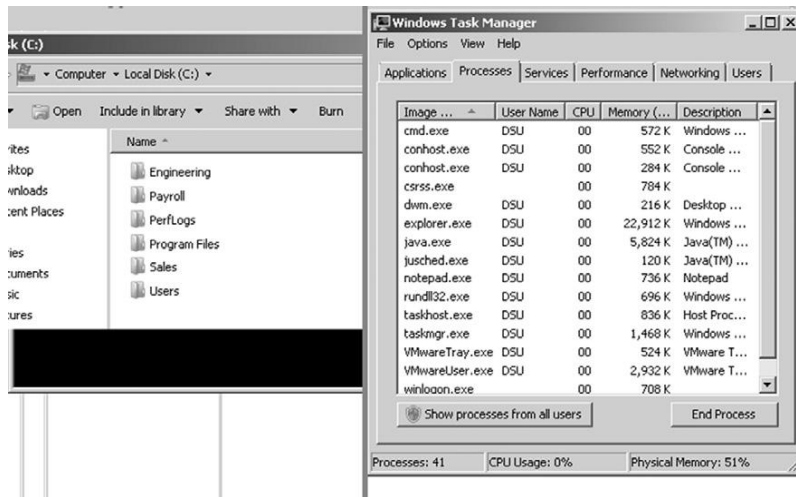 sk (C:)
Computer Local Disk (C:)
Open Include in library Share with Burn
rites
sktop
wnloads
cent Places
ries
cuments
sic
tures
Name
Engineering
Payroll
PerfLogs
Program Files
Sales
Users
Windows Task Manager
File Options View Help
Applications Processes Services Performance Networking Users
Image ... User Name CPU Memory (... Description
cmd.exe DSU 00 572 K Windows ...
conhost.exe DSU 00 552 K Console ...
conhost.exe DSU 00 284 K Console ...
csrss.exe 00 784 K
dwm.exe DSU 00 216 K Desktop ...
explorer.exe DSU 00 22,912 K Windows ...
java.exe DSU 00 5,824 K Java(TM) ...
jusched.exe DSU 00 120 K Java(TM) ...
notepad.exe DSU 00 736 K Notepad
rundll32.exe DSU 00 696 K Windows ...
taskhost.exe DSU 00 836 K Host Proc...
taskmgr.exe DSU 00 1,468 K Windows ...
VMwareTray.exe DSU 00 524 K VMware T...
VMwareUser.exe DSU 00 2,932 K VMware T...
winlogon.exe 00 708 K
Show processes from all users End Process
Processes: 41 CPU Usage: 0% Physical Memory: 51%